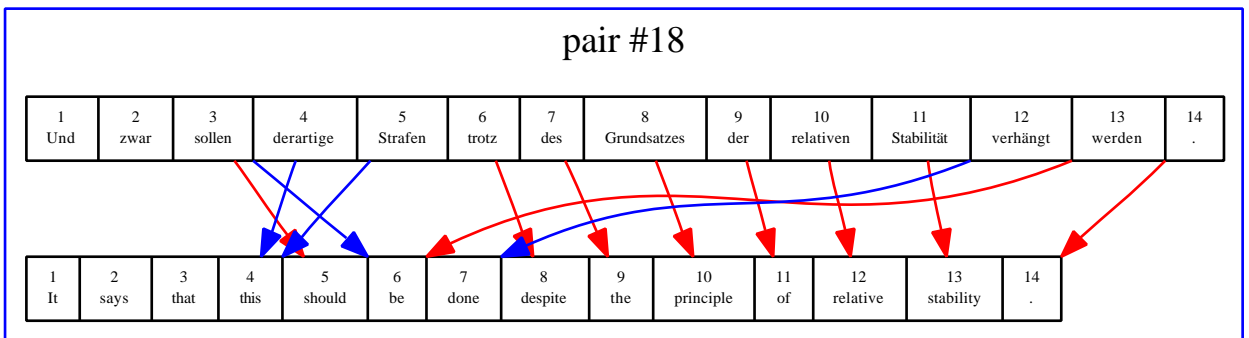 pair #18
1 2 3 4 5 6 7 8 9 10 11 12 13 14
Und zwar sollen derartige Strafen trotz des Grundsatzes der relativen Stabilität verhängt werden .
1 2 3 4 5 6 7 8 9 10 11 12 13 14
It says that this should be done despite the principle of relative stability .